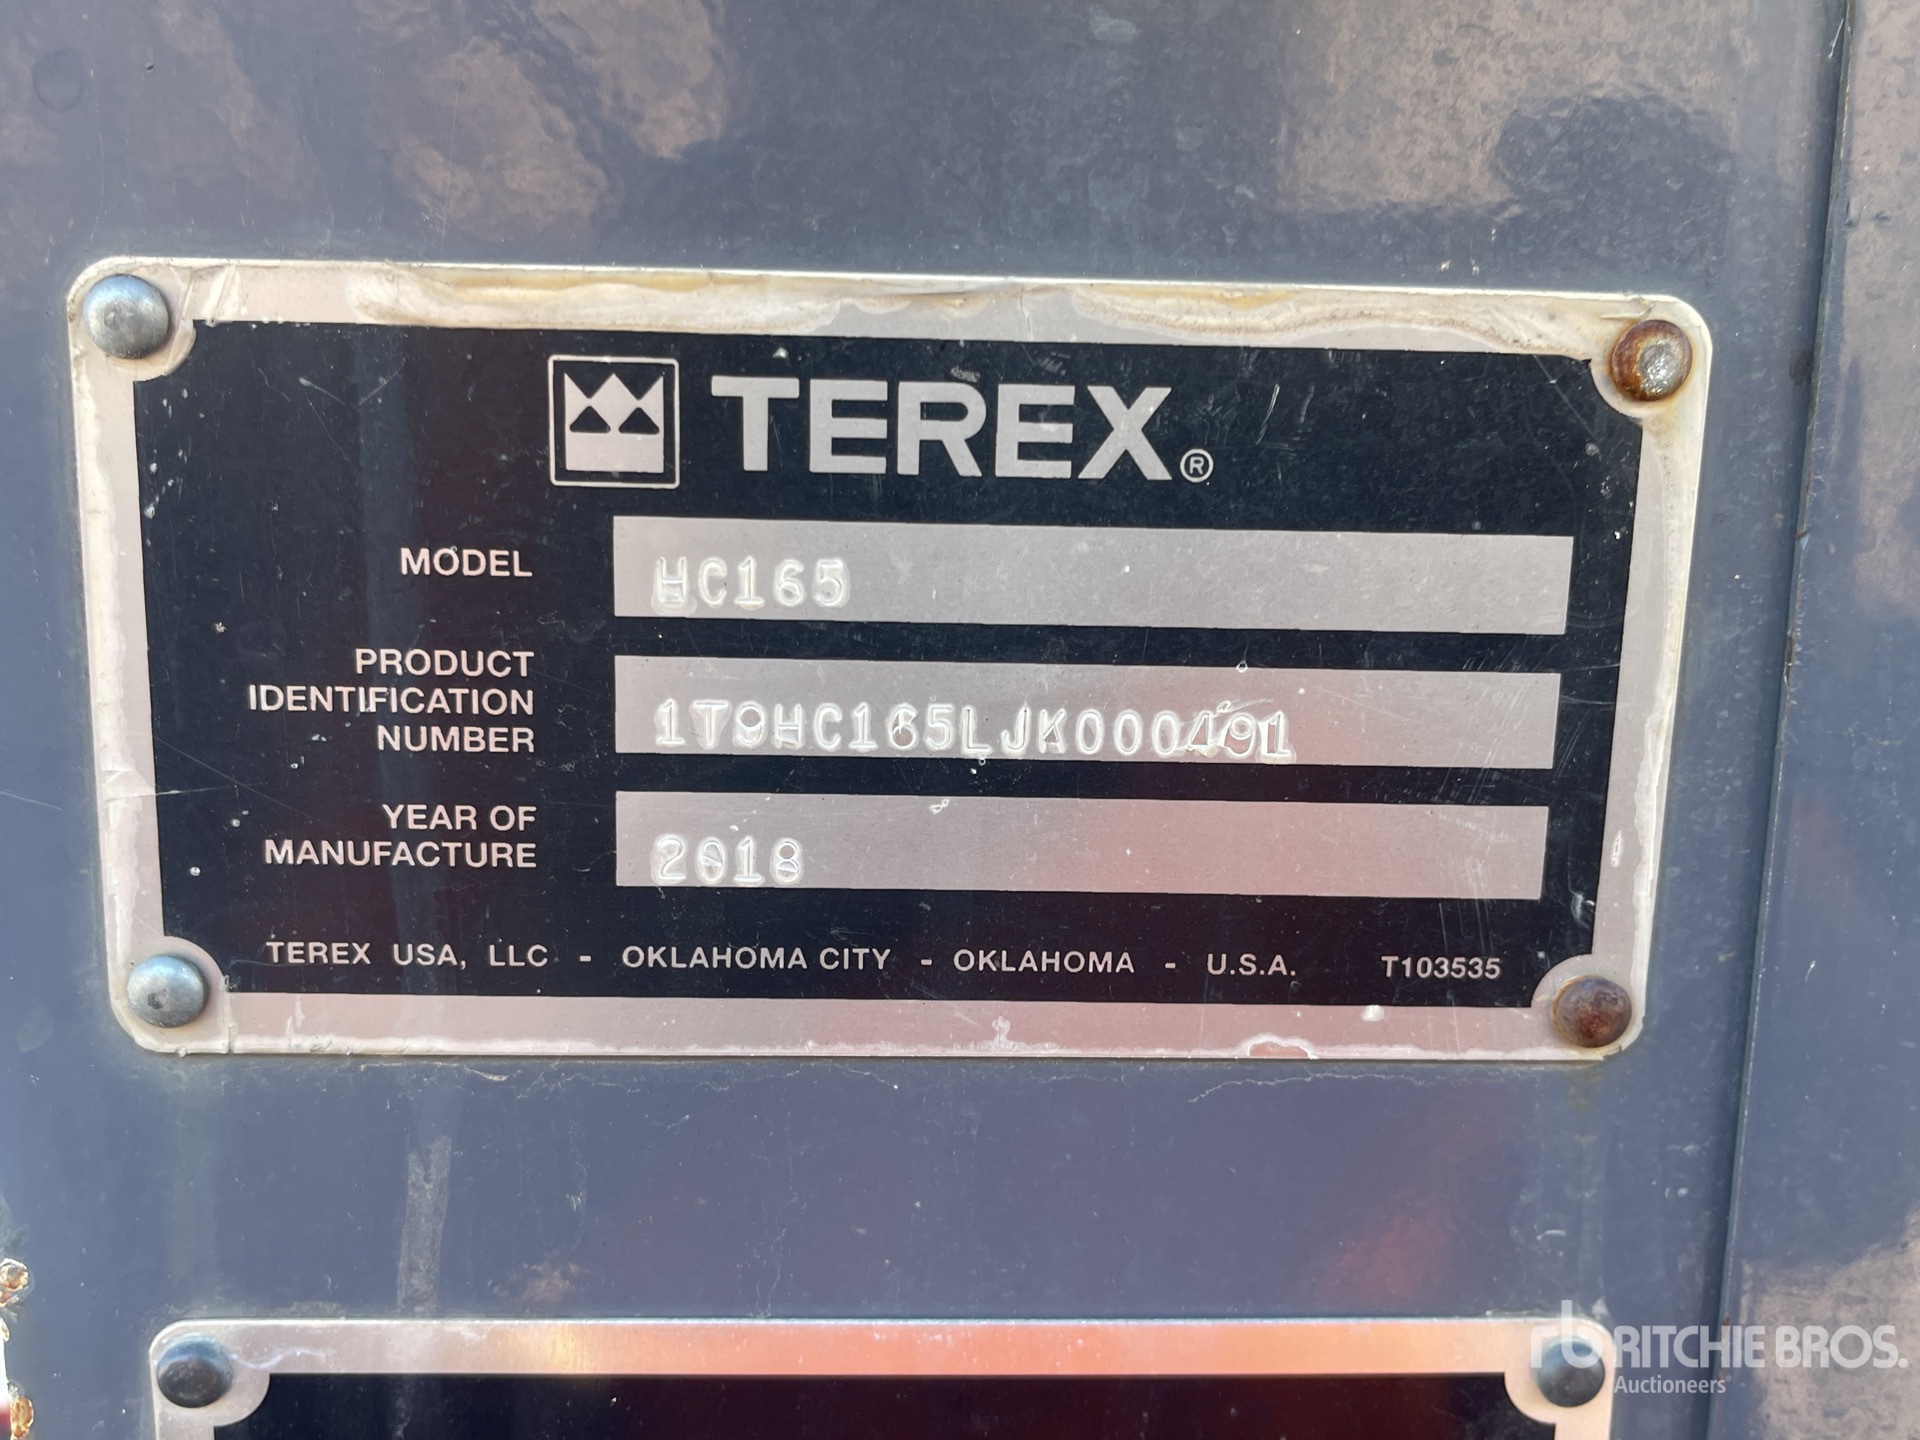 TEREX®
MODEL HC165
PRODUCT
IDENTIFICATION
NUMBER 1T9HC165LJK000491
YEAR OF
MANUFACTURE 2018
TEREX USA, LLC - OKLAHOMA CITY - OKLAHOMA - U.S.A. T103535
rb RITCHIE BROS.
Auctioneers